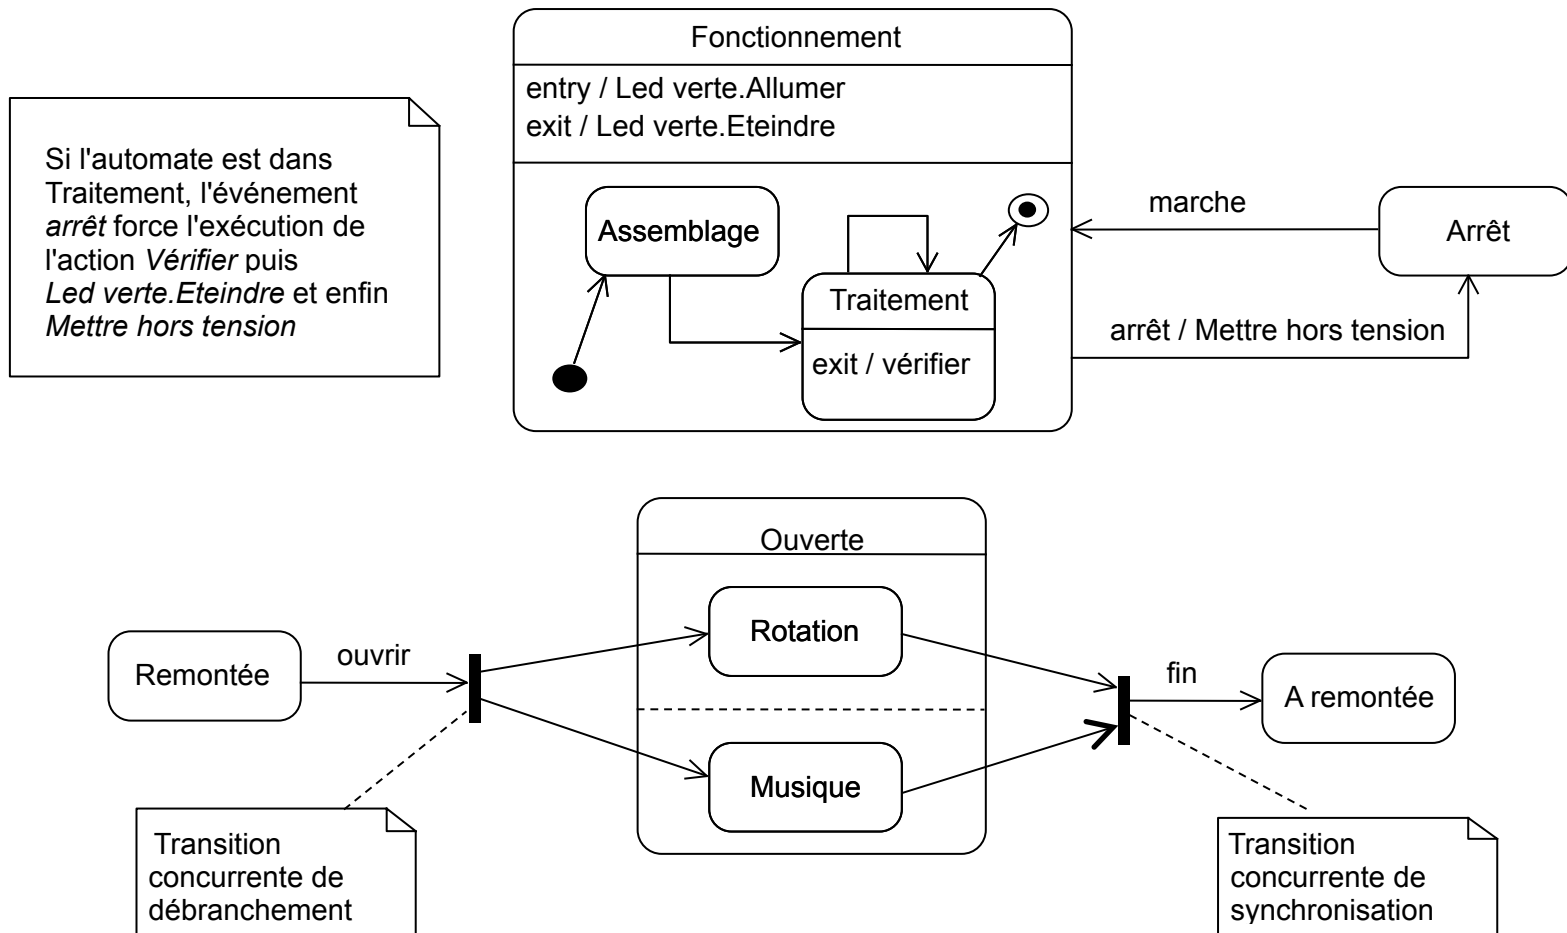 Fonctionnement
entry / Led verte.Allumer
exit / Led verte.Eteindre
Si l'automate est dans
Traitement, l'événement
arrêt force l'exécution de
l'action Vérifier puis
Led verte.Eteindre et enfin
Mettre hors tension
Assemblage
Traitement
exit / vérifier
marche
Arrêt
arrêt / Mettre hors tension
Ouverte
Remontée
ouvrir
Rotation
Musique
fin
A remontée
Transition
concurrente de
débranchement
Transition
concurrente de
synchronisation